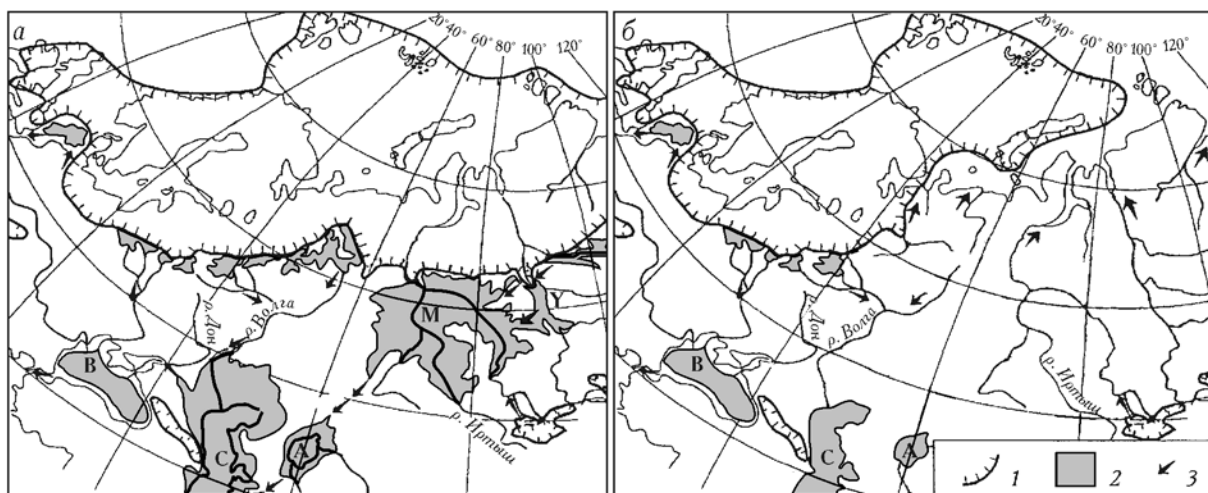 а
20°
40°
60°
80°
100°
120°
р. Дон
р. Волга
В
С
А
М
Y
р. Иртыш
б
20°
40°
60°
80°
100°
120°
р. Дон
р. Волга
В
С
А
р. Иртыш
1
2
3